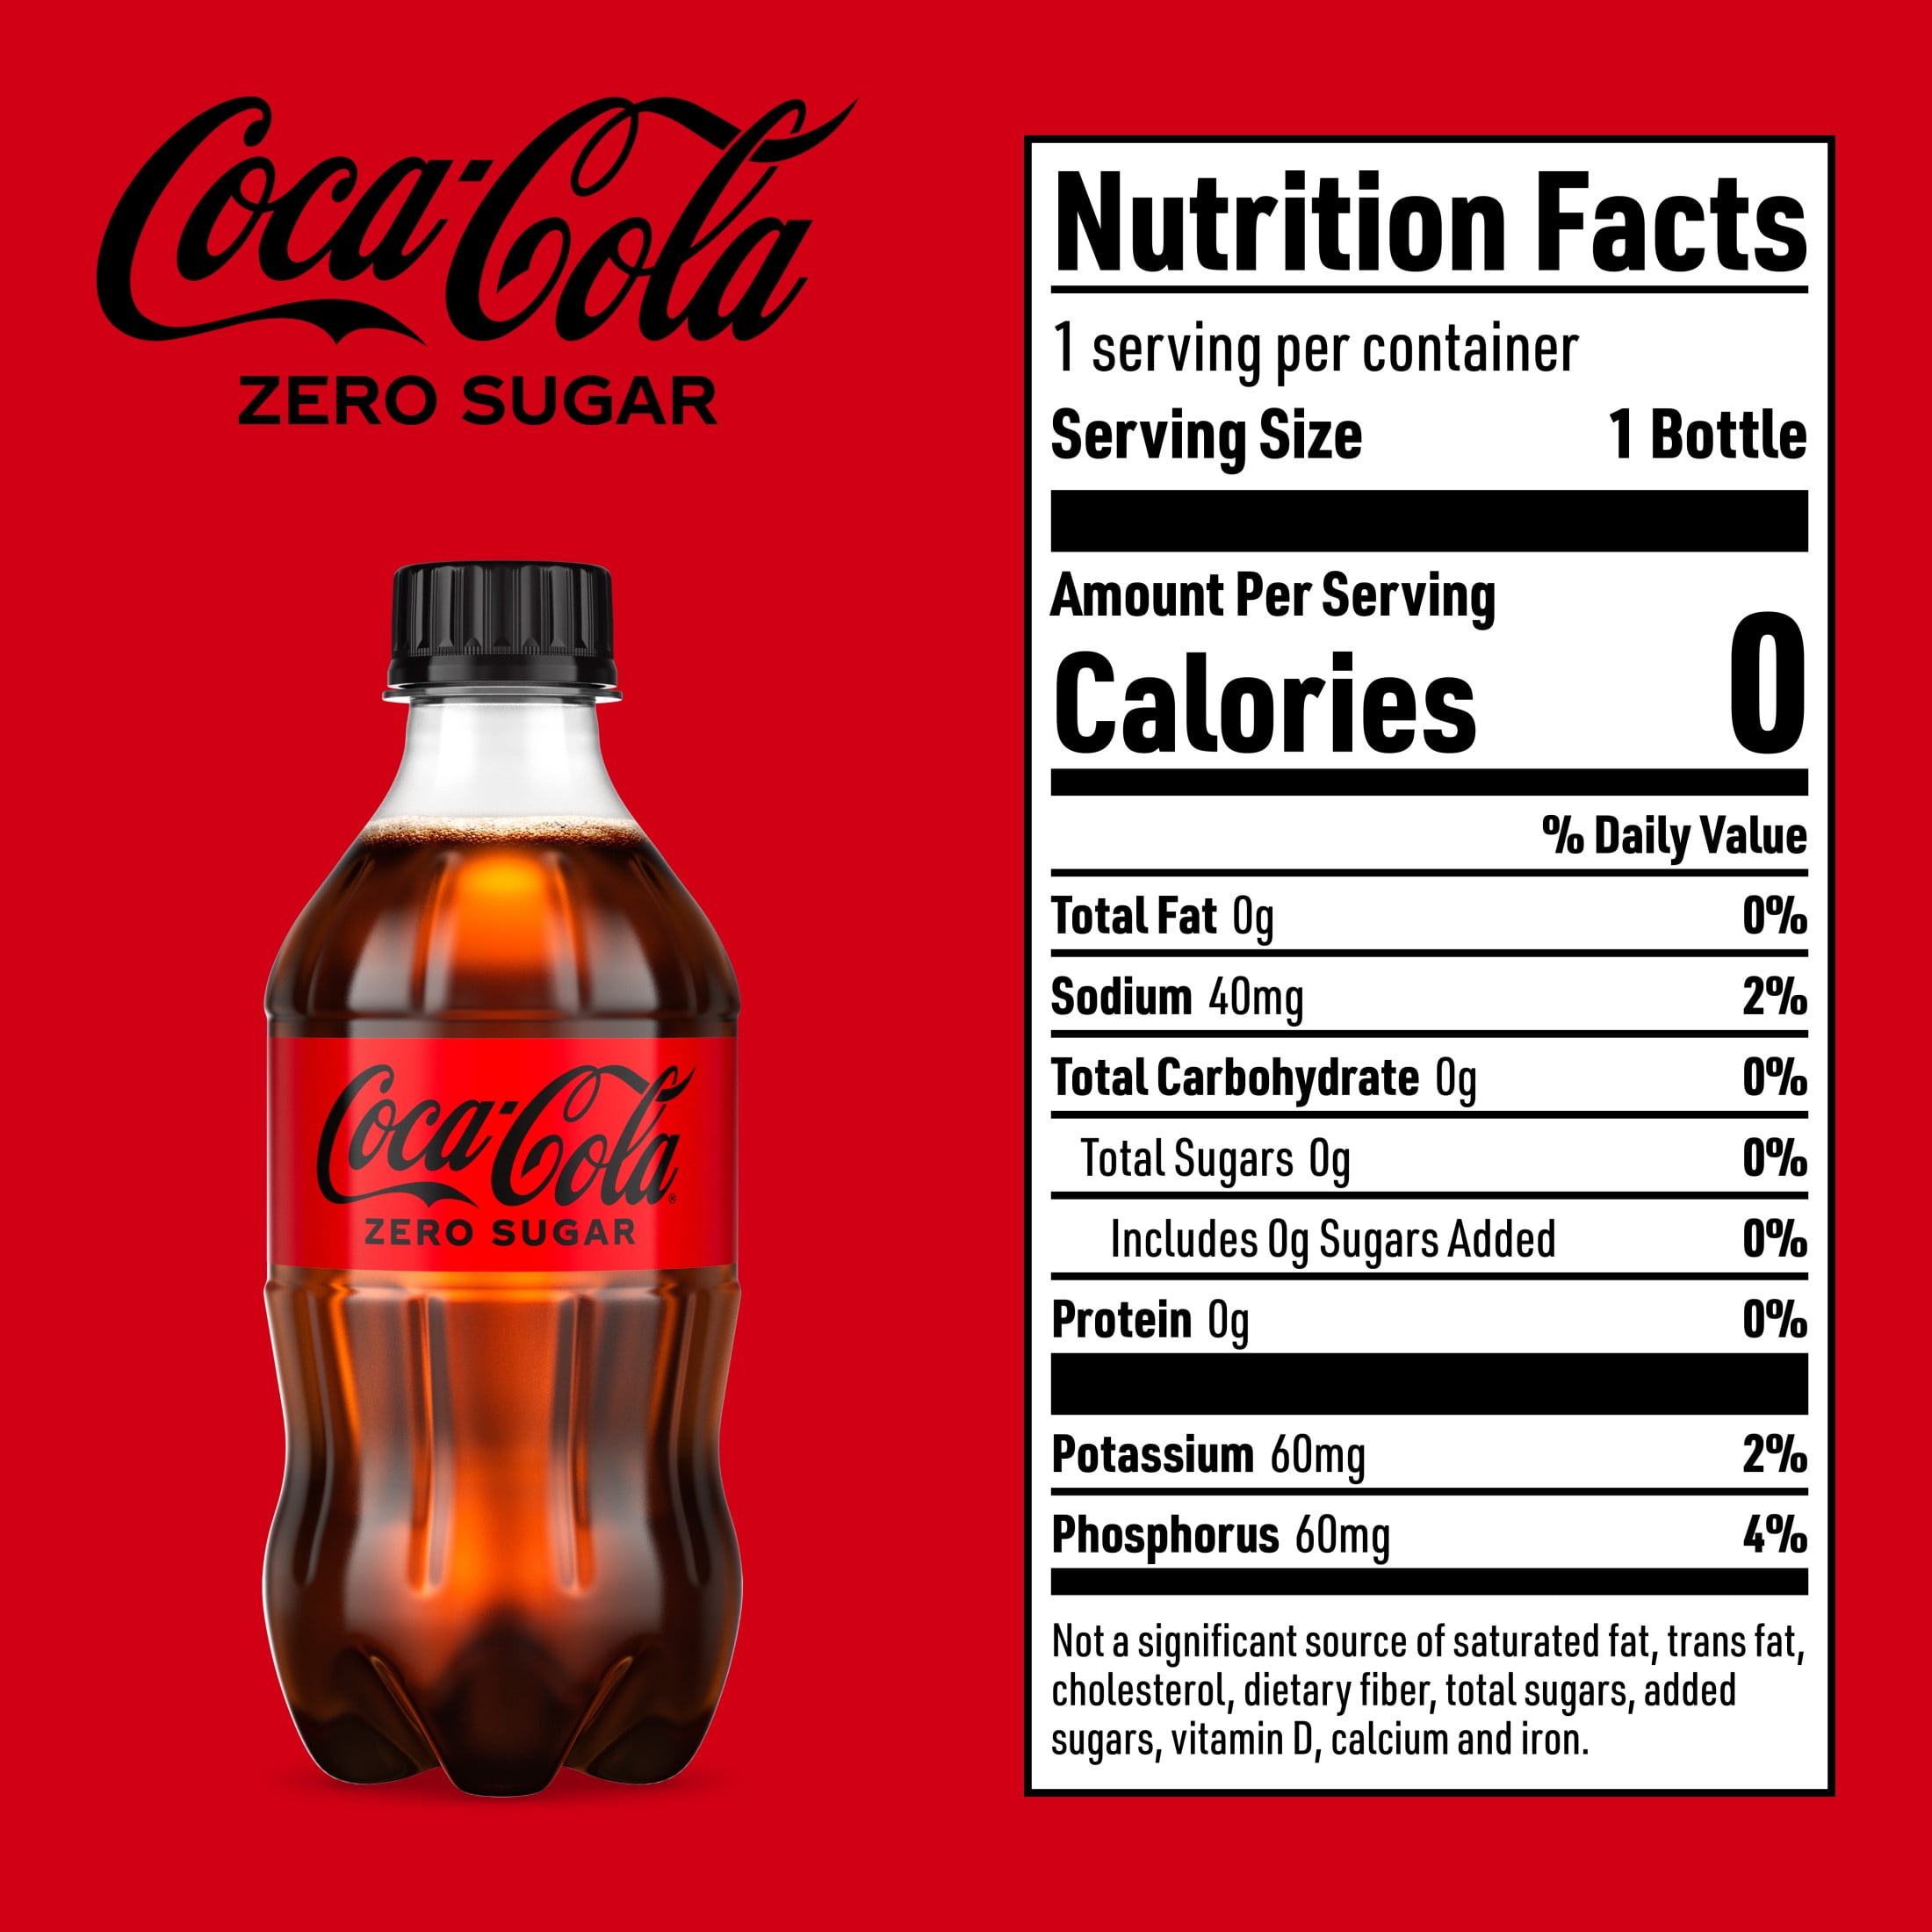 Coca-Cola
ZERO SUGAR
Coca-Cola®
ZERO SUGAR
Nutrition Facts
1 serving per container
Serving Size 1 Bottle
Amount Per Serving
Calories 0
% Daily Value
Total Fat 0g 0%
Sodium 40mg 2%
Total Carbohydrate 0g 0%
Total Sugars 0g 0%
Includes 0g Sugars Added 0%
Protein 0g 0%
Potassium 60mg 2%
Phosphorus 60mg 4%
Not a significant source of saturated fat, trans fat,
cholesterol, dietary fiber, total sugars, added
sugars, vitamin D, calcium and iron.